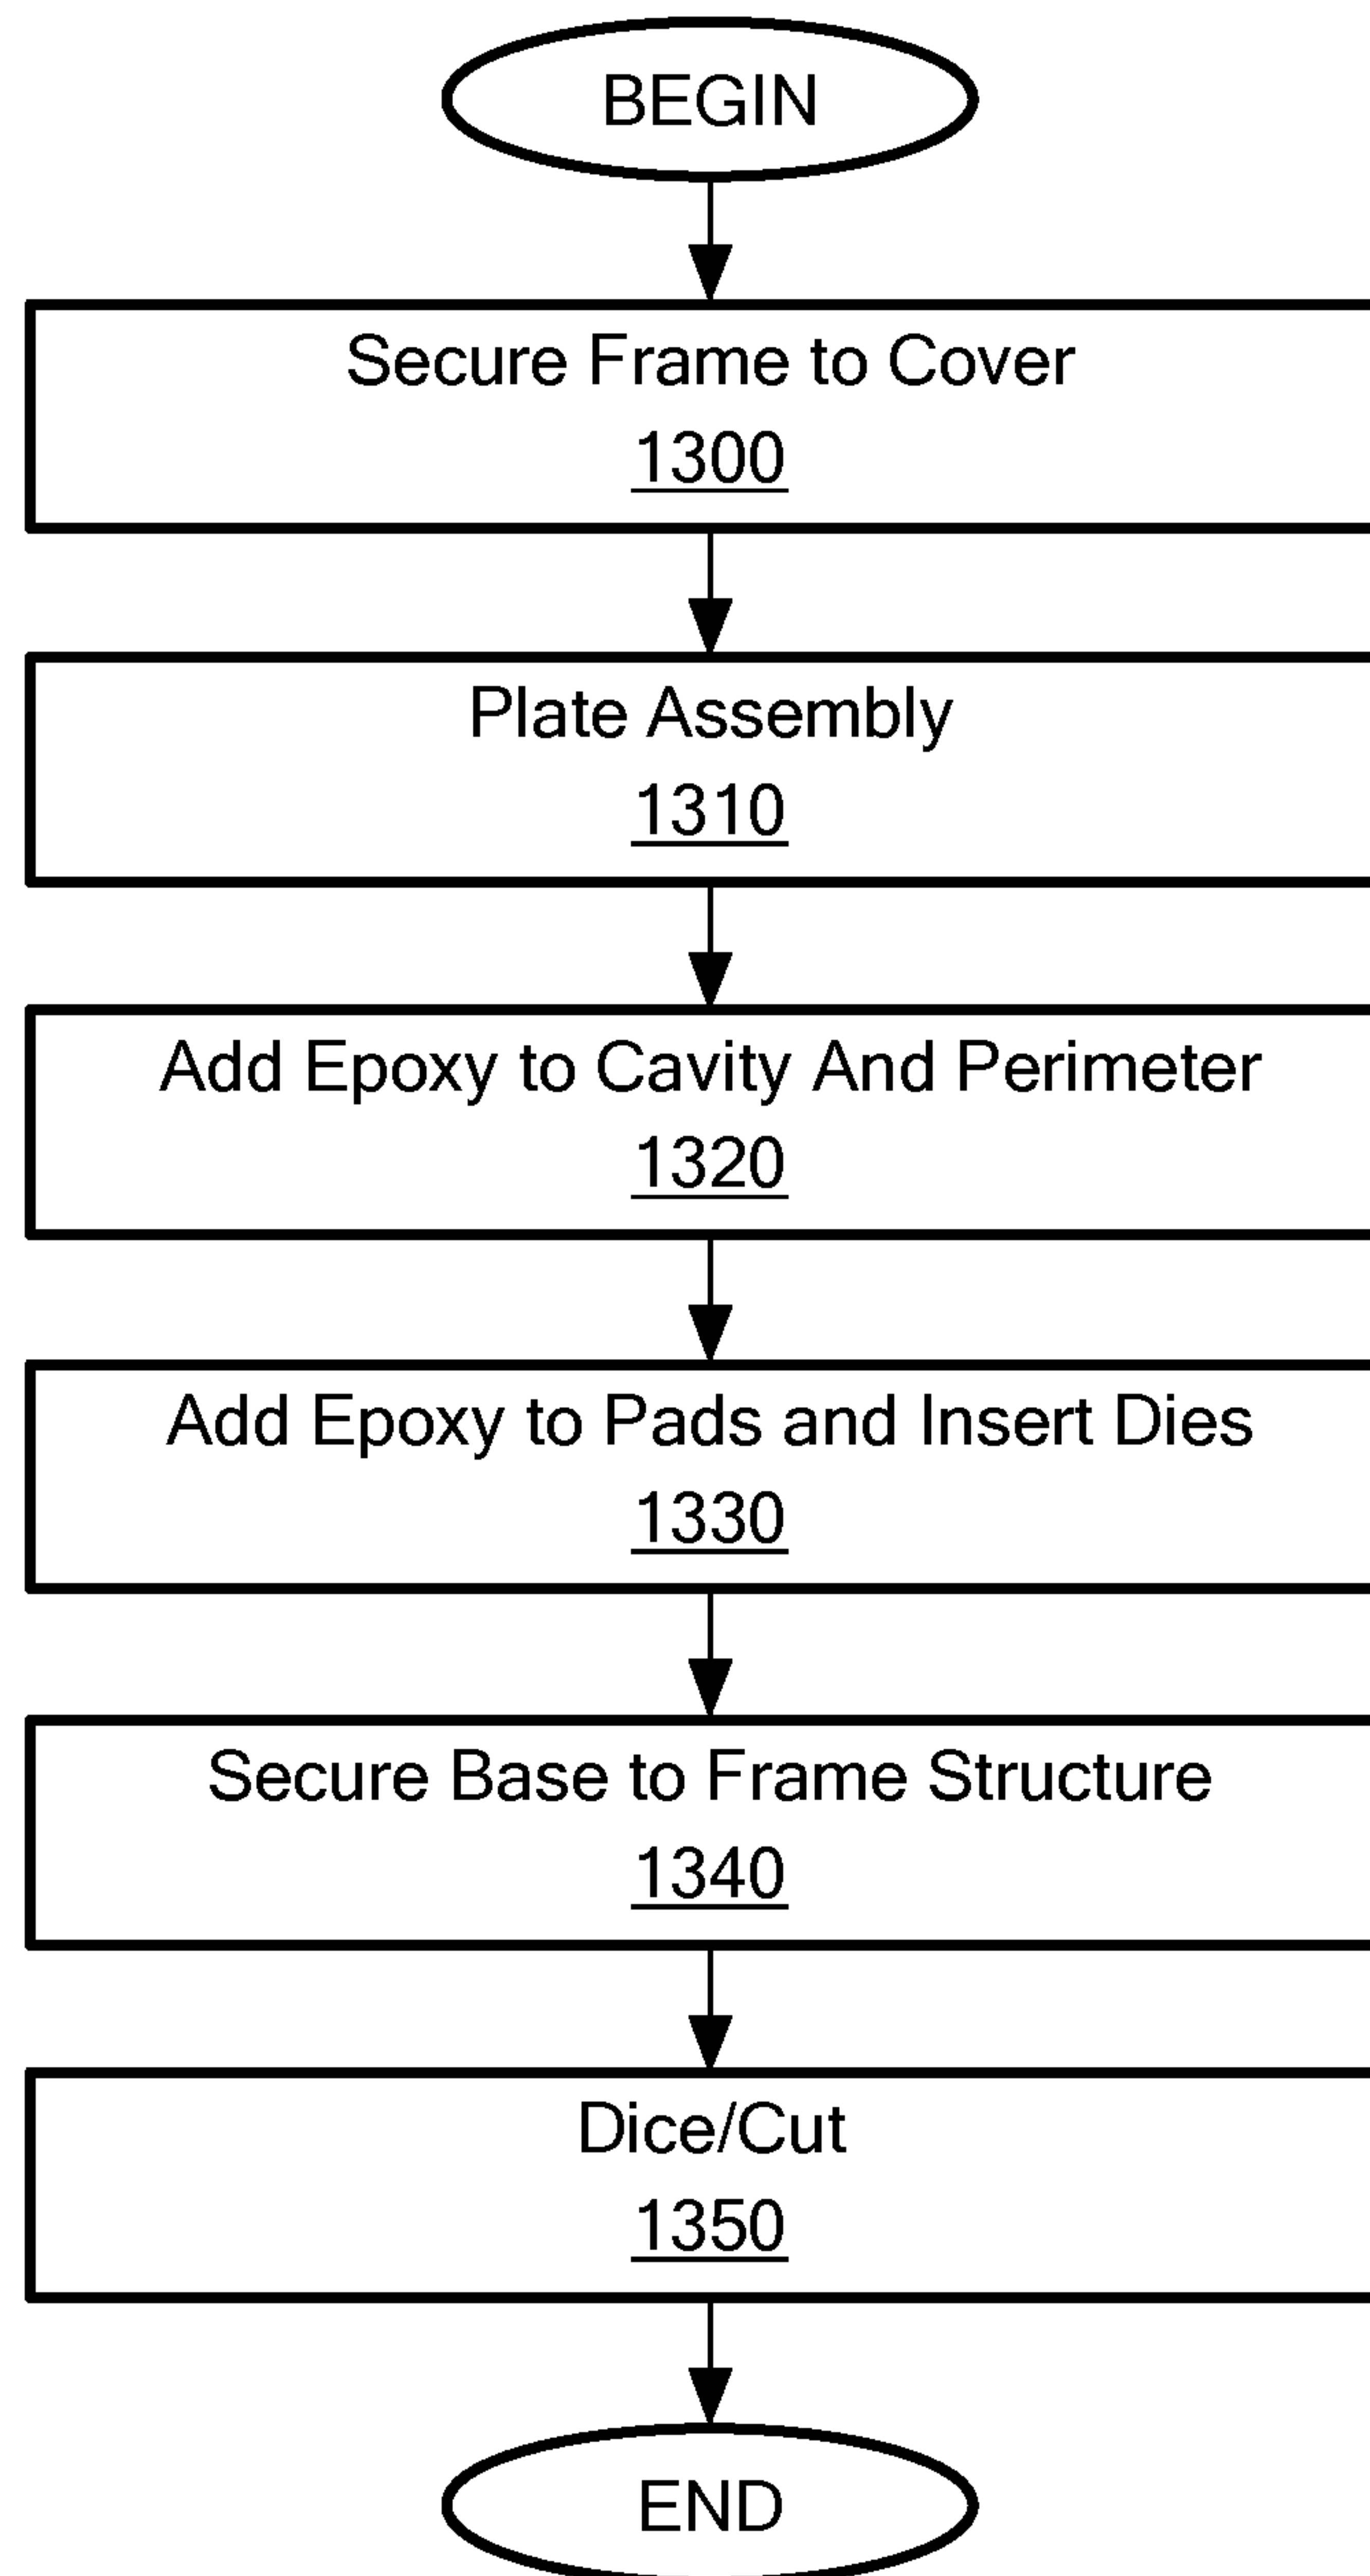 BEGIN
Secure Frame to Cover
1300
Plate Assembly
1310
Add Epoxy to Cavity And Perimeter
1320
Add Epoxy to Pads and Insert Dies
1330
Secure Base to Frame Structure
1340
Dice/Cut
1350
END